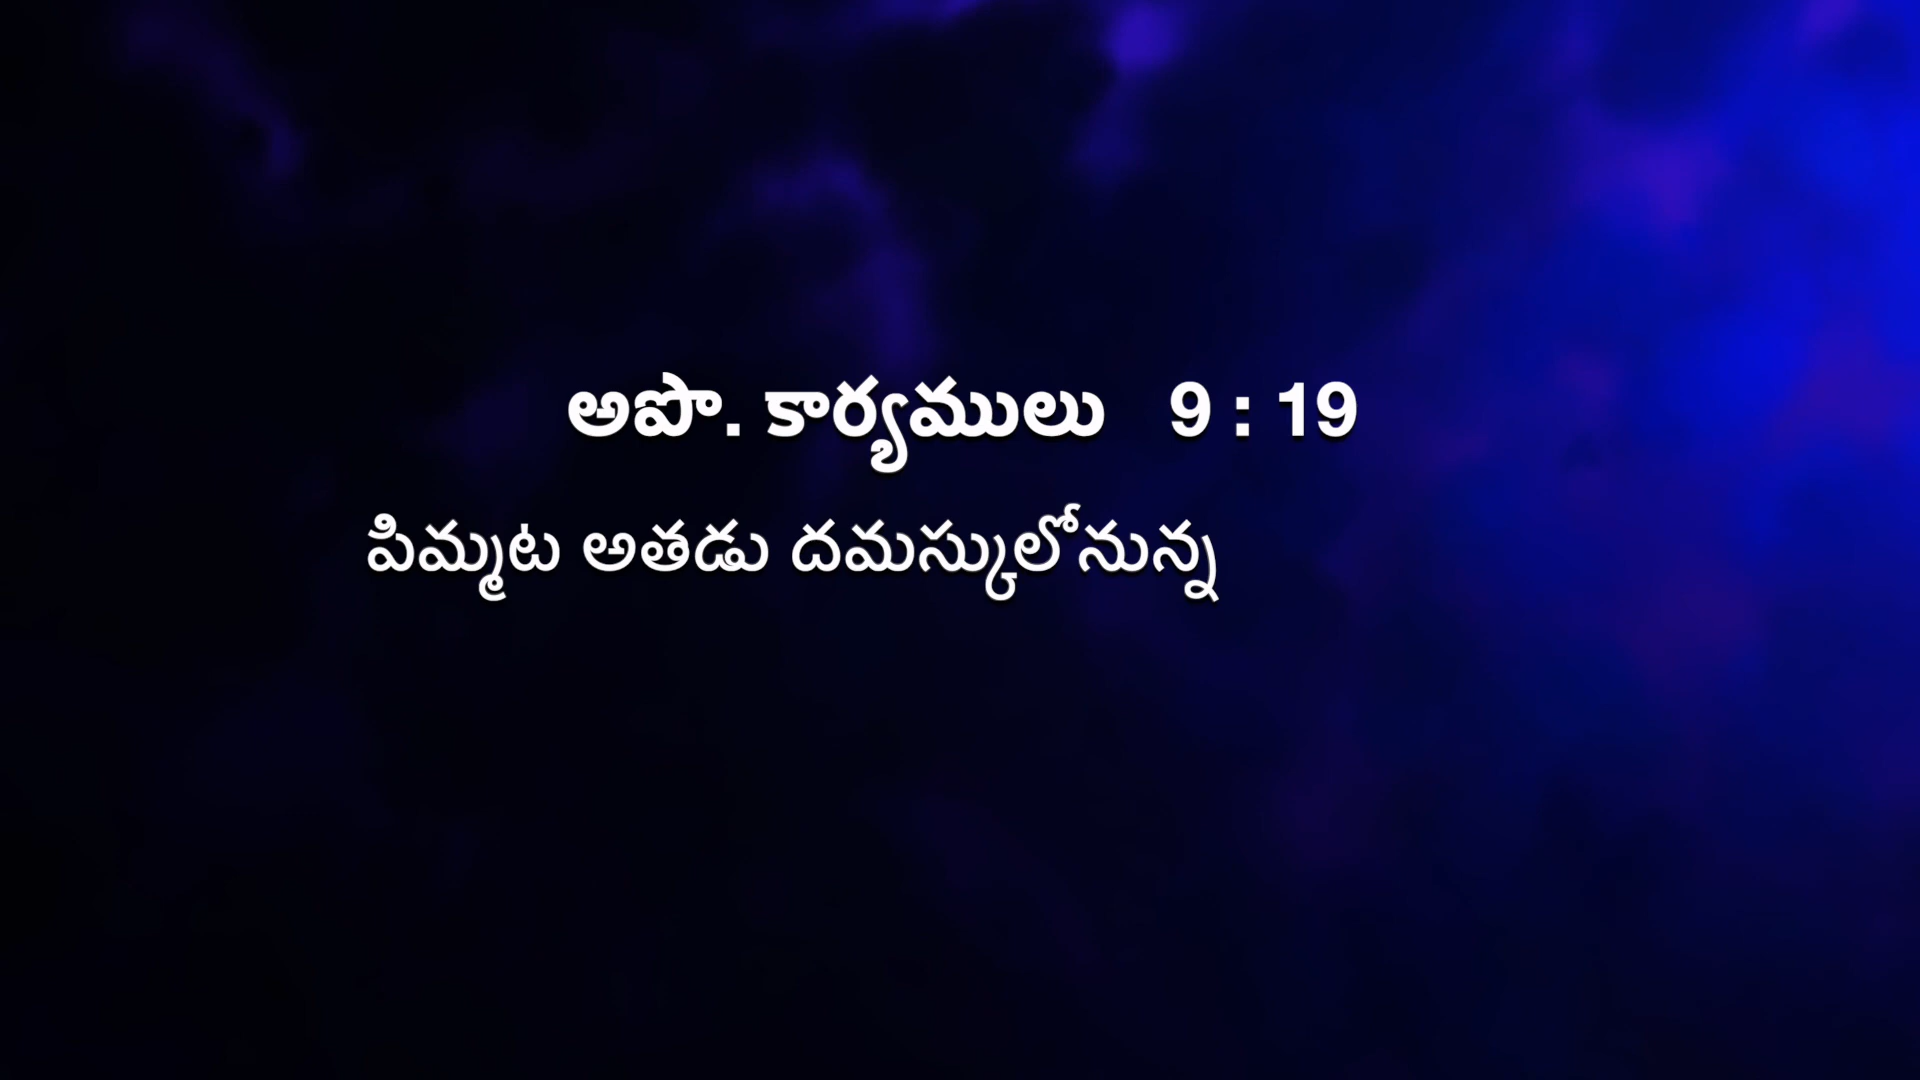 అపొ. కార్యములు 9 : 19
పిమ్మట అతడు దమస్కులోనున్న